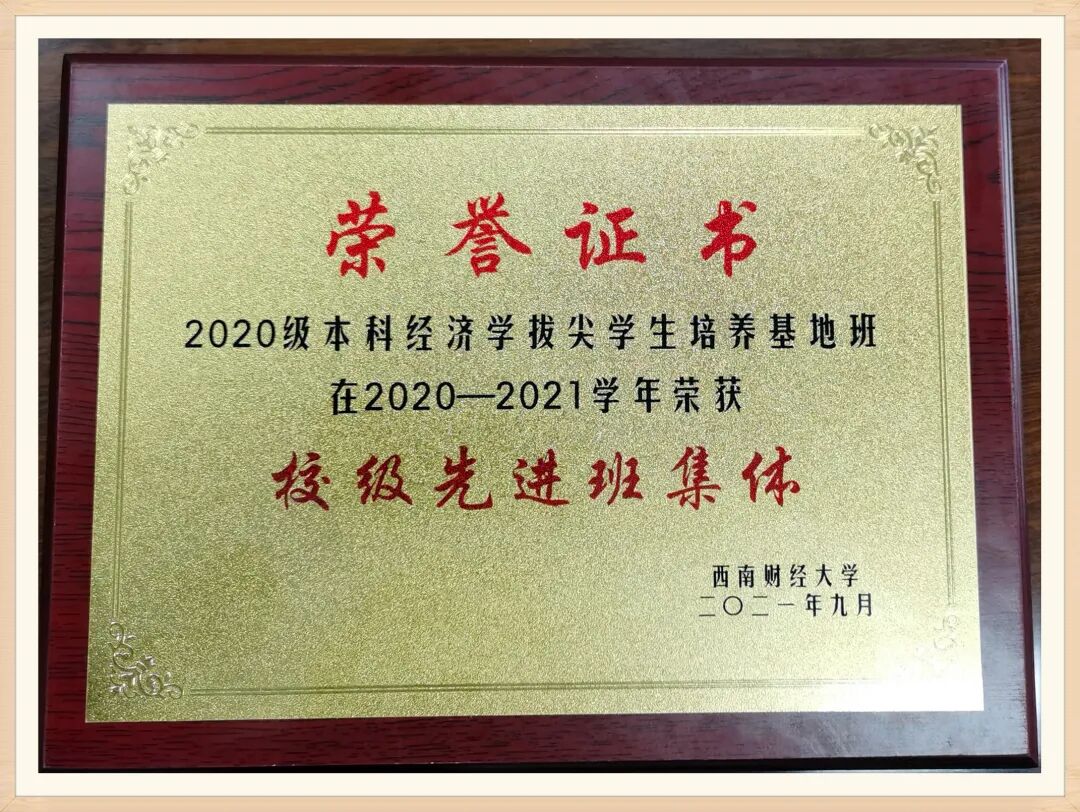 荣誉证书
2020级本科经济学拔尖学生培养基地班
在2020—2021学年荣获
校级先进班集体
西南财经大学
二〇二一年九月